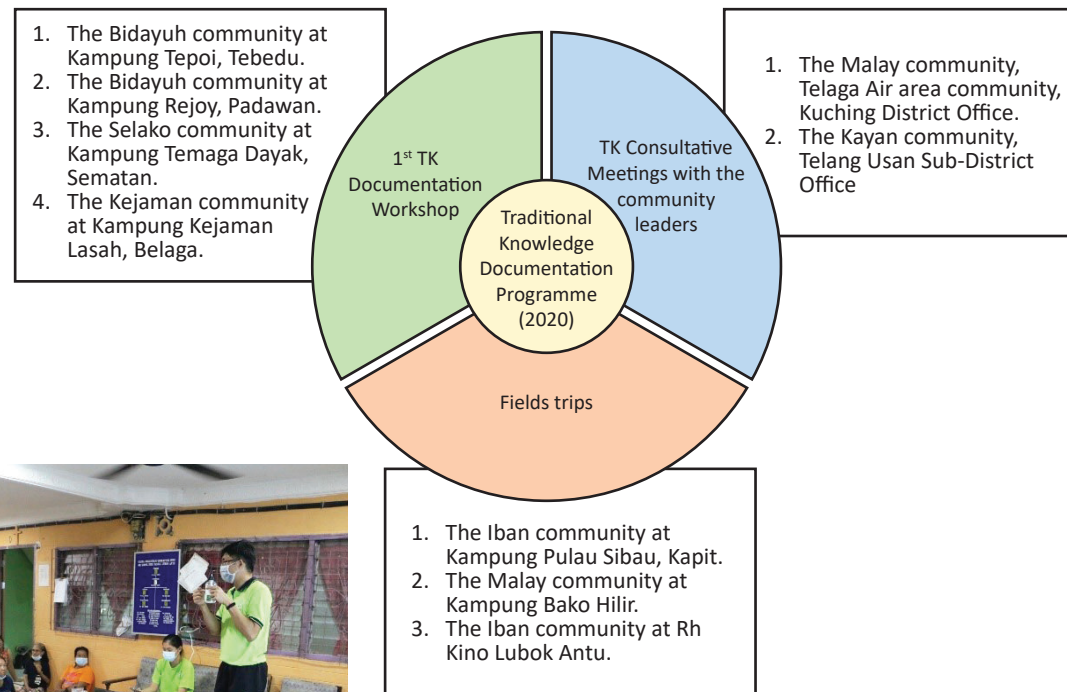 1. The Bidayuh community at
Kampung Tepoi, Tebedu.
2. The Bidayuh community at
Kampung Rejoy, Padawan.
3. The Selako community at
Kampung Temaga Dayak,
Sematan.
4. The Kejaman community
at Kampung Kejaman
Lasah, Belaga.
1st TK
Documentation
Workshop
TK Consultative
Meetings with the
community
leaders
1. The Malay community,
Telaga Air area community,
Kuching District Office.
2. The Kayan community,
Telang Usan Sub-District
Office
Traditional
Knowledge
Documentation
Programme
(2020)
Fields trips
1. The Iban community at
Kampung Pulau Sibau, Kapit.
2. The Malay community at
Kampung Bako Hilir.
3. The Iban community at Rh
Kino Lubok Antu.